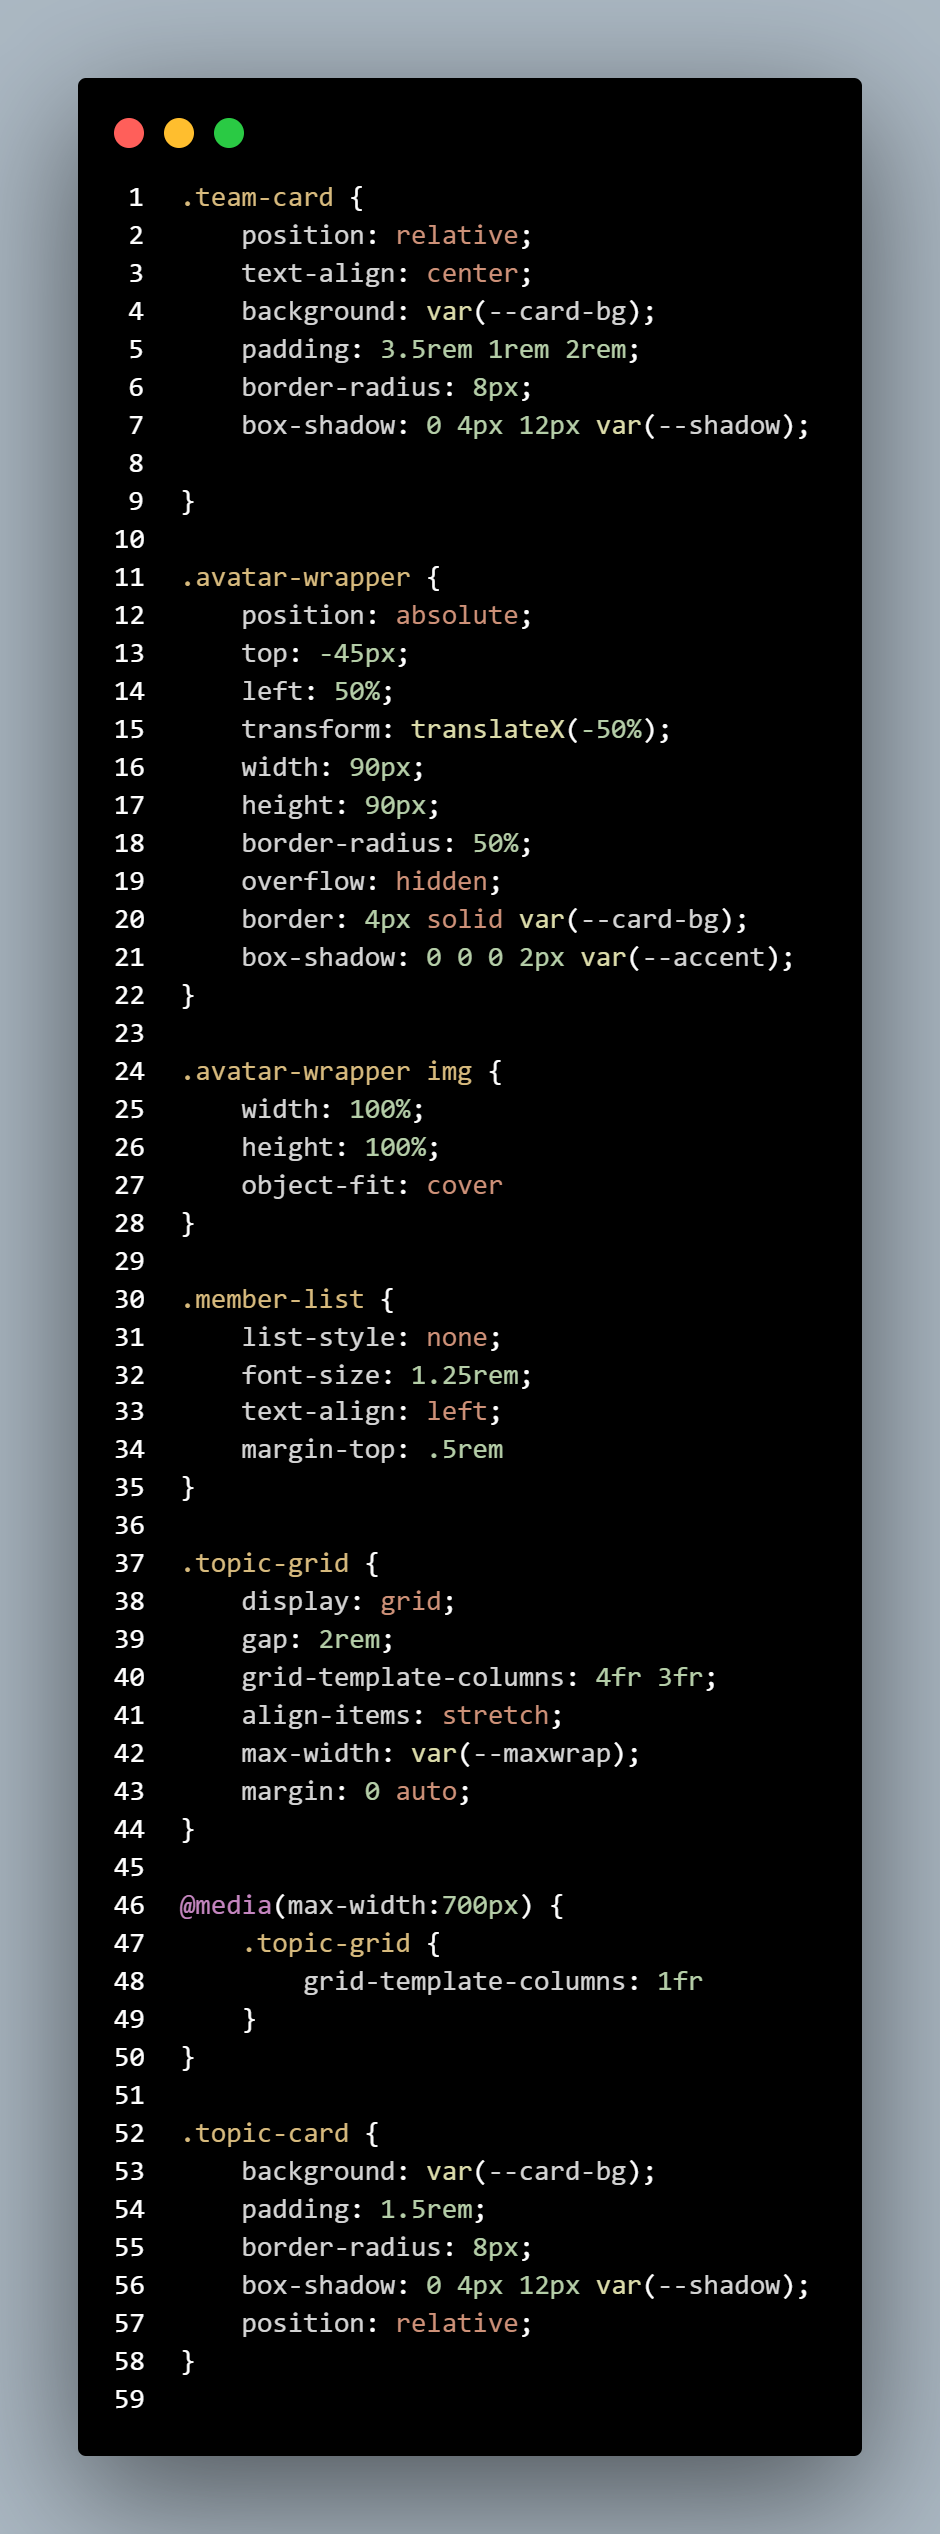 1 .team-card {
2     position: relative;
3     text-align: center;
4     background: var(--card-bg);
5     padding: 3.5rem 1rem 2rem;
6     border-radius: 8px;
7     box-shadow: 0 4px 12px var(--shadow);
8
9 }
10
11 .avatar-wrapper {
12     position: absolute;
13     top: -45px;
14     left: 50%;
15     transform: translateX(-50%);
16     width: 90px;
17     height: 90px;
18     border-radius: 50%;
19     overflow: hidden;
20     border: 4px solid var(--card-bg);
21     box-shadow: 0 0 0 2px var(--accent);
22 }
23
24 .avatar-wrapper img {
25     width: 100%;
26     height: 100%;
27     object-fit: cover
28 }
29
30 .member-list {
31     list-style: none;
32     font-size: 1.25rem;
33     text-align: left;
34     margin-top: .5rem
35 }
36
37 .topic-grid {
38     display: grid;
39     gap: 2rem;
40     grid-template-columns: 4fr 3fr;
41     align-items: stretch;
42     max-width: var(--maxwrap);
43     margin: 0 auto;
44 }
45
46 @media(max-width:700px) {
47     .topic-grid {
48         grid-template-columns: 1fr
49     }
50 }
51
52 .topic-card {
53     background: var(--card-bg);
54     padding: 1.5rem;
55     border-radius: 8px;
56     box-shadow: 0 4px 12px var(--shadow);
57     position: relative;
58 }
59